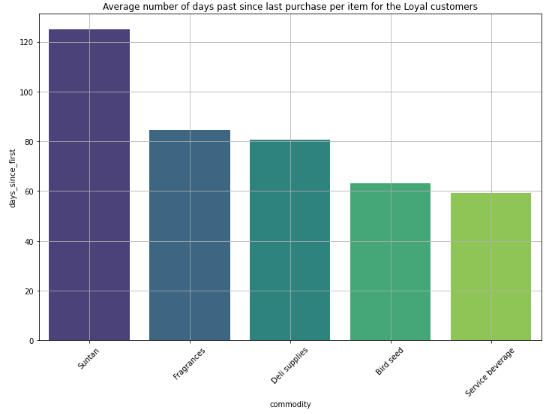 Average number of days past since last purchase per item for the Loyal customers
120
100
80
60
40
20
0
days_since_first
Suntan
Fragrances
Deli supplies
Bird seed
Service beverage
commodity